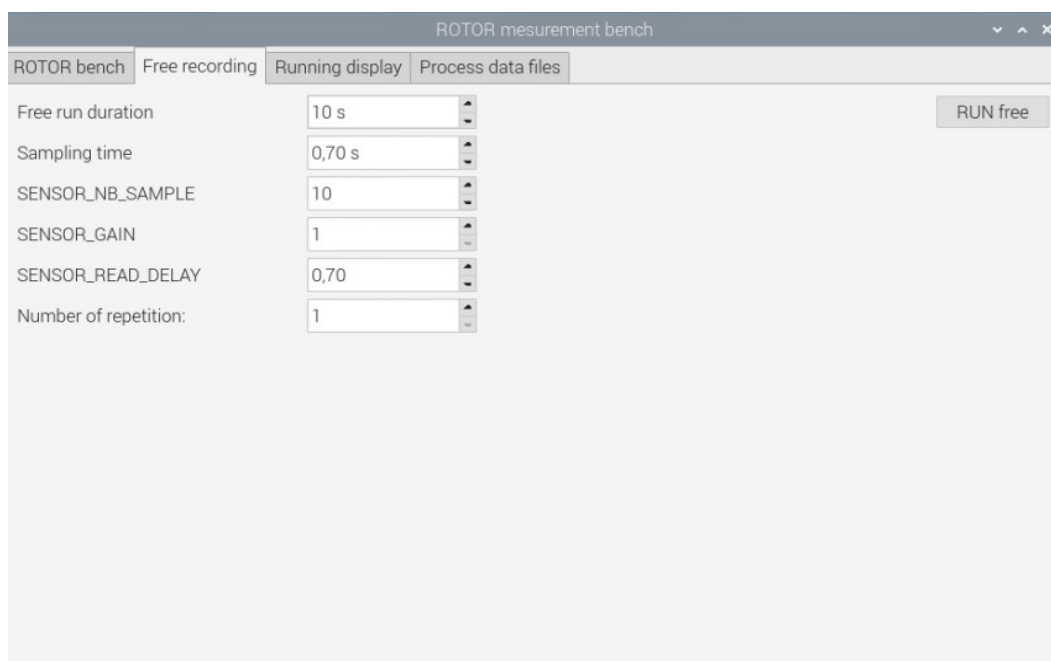 ROTOR mesurement bench
ROTOR bench Free recording Running display Process data files
Free run duration 10 s RUN free
Sampling time 0,70 s
SENSOR_NB_SAMPLE 10
SENSOR_GAIN 1
SENSOR_READ_DELAY 0,70
Number of repetition: 1